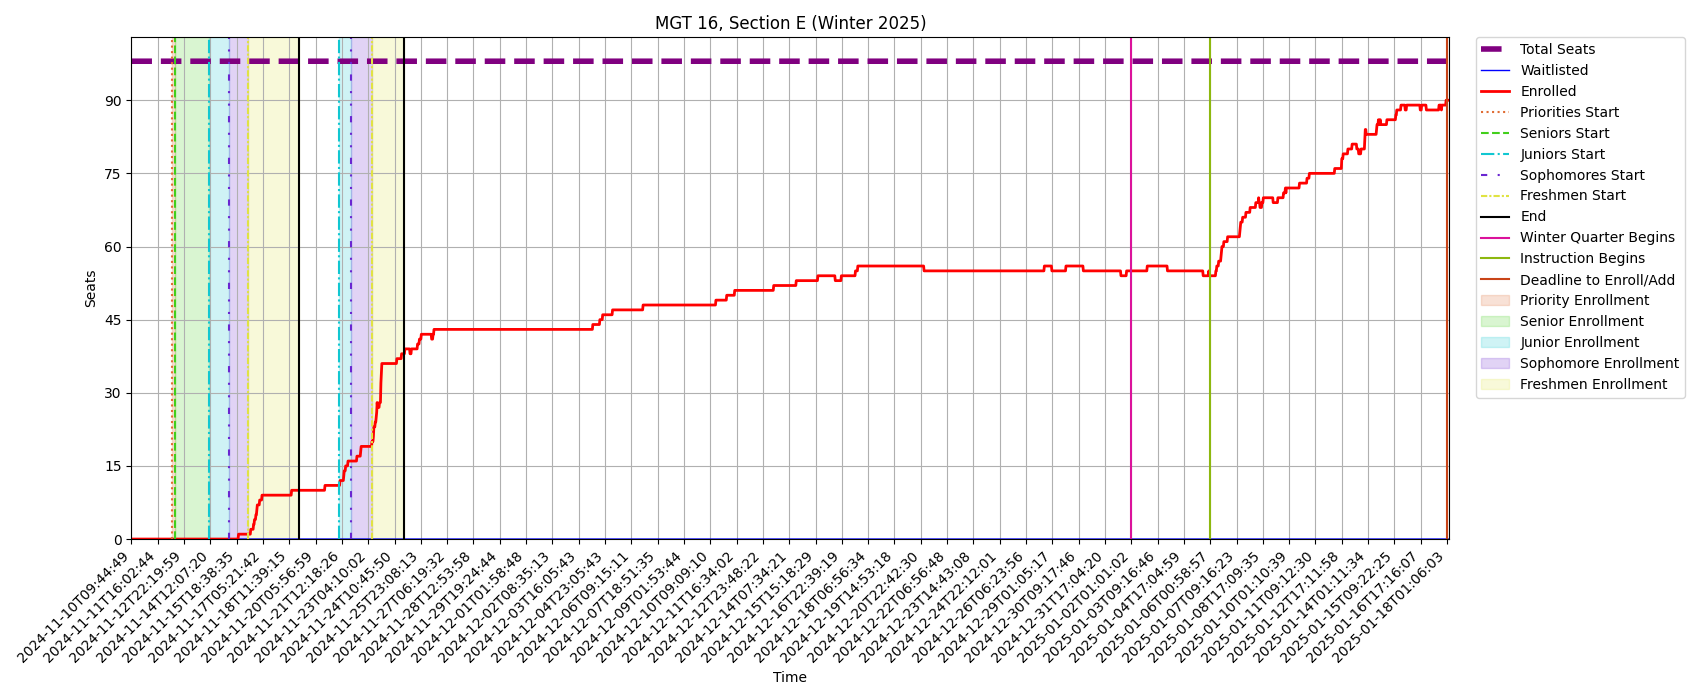 MGT 16, Section E (Winter 2025)
Seats
90
75
60
45
30
15
0
2024-11-10T09:44:49
2024-11-11T16:02:44
2024-11-12T22:19:59
2024-11-14T12:07:20
2024-11-15T18:38:35
2024-11-17T05:21:42
2024-11-18T11:39:15
2024-11-20T05:56:59
2024-11-21T12:18:26
2024-11-23T04:10:02
2024-11-24T10:45:50
2024-11-25T23:08:13
2024-11-27T06:19:32
2024-11-28T12:53:58
2024-11-29T19:24:44
2024-12-01T01:58:48
2024-12-02T08:35:13
2024-12-03T16:05:43
2024-12-04T23:05:43
2024-12-06T09:15:11
2024-12-07T18:51:35
2024-12-09T01:53:44
2024-12-10T09:09:10
2024-12-11T16:34:02
2024-12-12T23:48:22
2024-12-14T07:34:21
2024-12-15T15:18:29
2024-12-16T22:39:19
2024-12-18T06:56:34
2024-12-19T14:53:18
2024-12-20T22:42:30
2024-12-22T06:56:48
2024-12-23T14:43:08
2024-12-24T22:12:01
2024-12-26T06:23:56
2024-12-29T01:05:17
2024-12-30T09:17:46
2024-12-31T17:04:20
2025-01-02T01:01:02
2025-01-03T09:16:46
2025-01-04T17:04:59
2025-01-06T00:58:57
2025-01-07T09:16:23
2025-01-08T17:09:35
2025-01-10T01:10:39
2025-01-11T09:12:30
2025-01-12T17:11:58
2025-01-14T01:11:34
2025-01-15T09:22:25
2025-01-16T17:16:07
2025-01-18T01:06:03
Time
Total Seats
Waitlisted
Enrolled
Priorities Start
Seniors Start
Juniors Start
Sophomores Start
Freshmen Start
End
Winter Quarter Begins
Instruction Begins
Deadline to Enroll/Add
Priority Enrollment
Senior Enrollment
Junior Enrollment
Sophomore Enrollment
Freshmen Enrollment